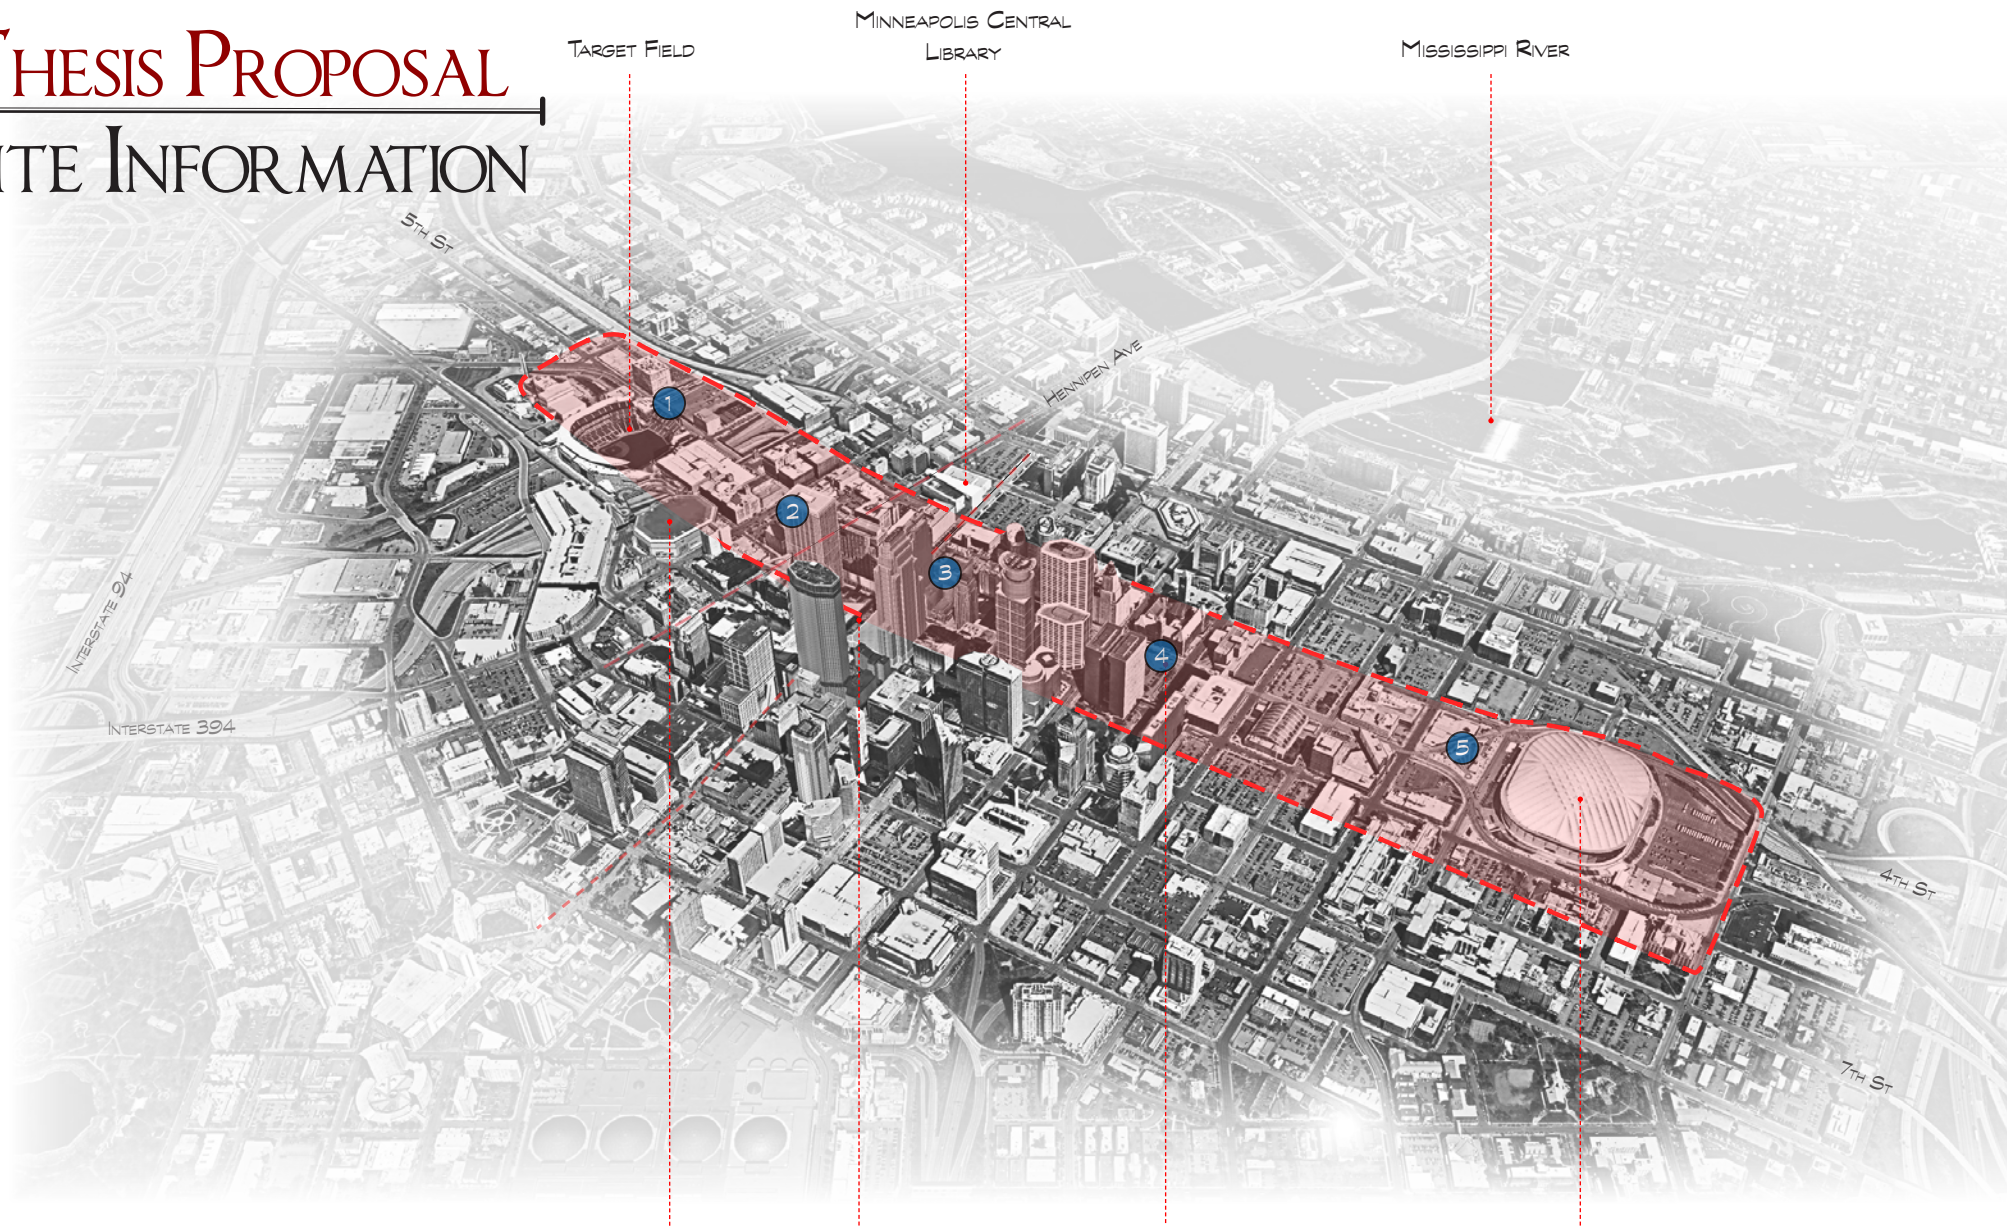 THESIS PROPOSAL
ITE INFORMATION
TARGET FIELD
MINNEAPOLIS CENTRAL
LIBRARY
MISSISSIPPI RIVER
5TH ST
HENNIPEN AVE
1
2
3
4
5
INTERSTATE 94
INTERSTATE 394
4TH ST
7TH ST